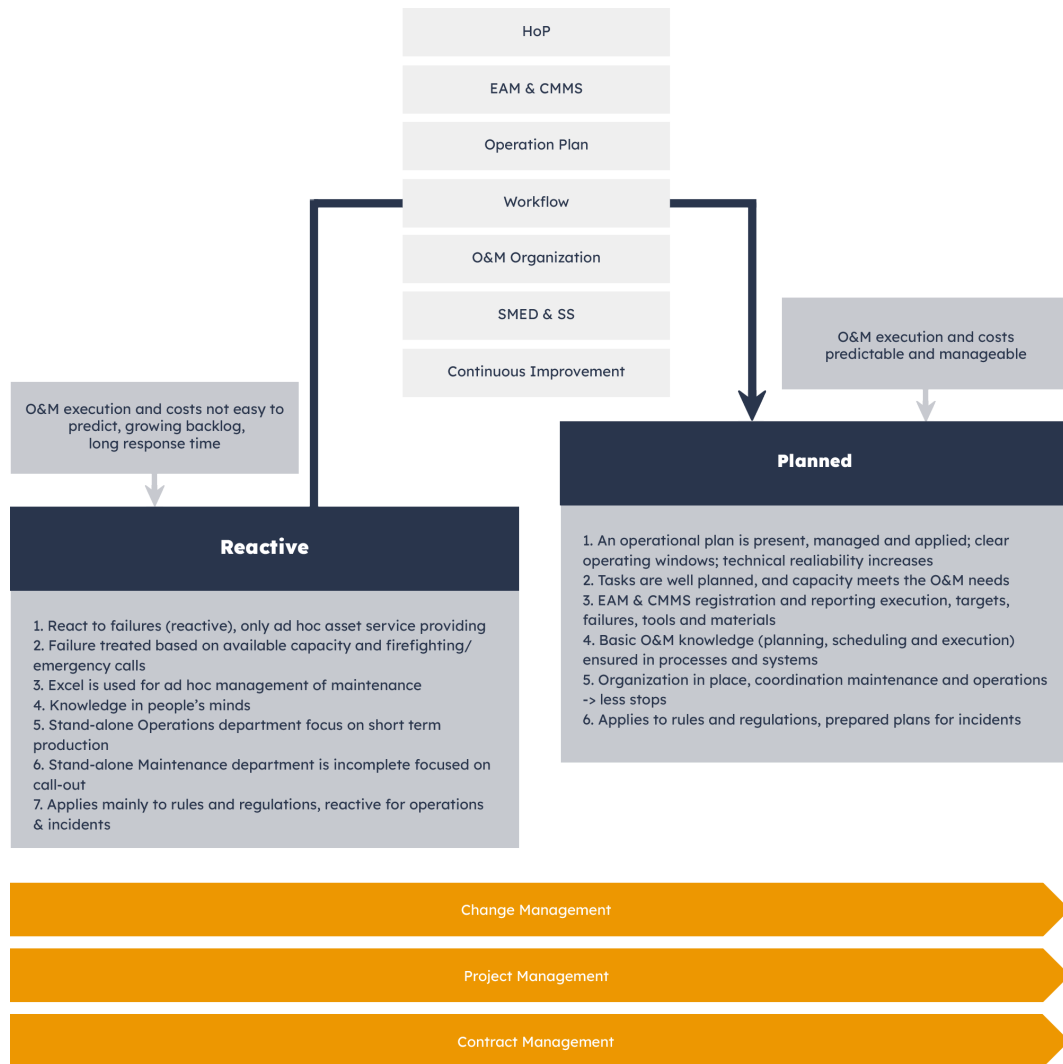 HoP
EAM & CMMS
Operation Plan
Workflow
O&M Organization
SMED & SS
Continuous Improvement
O&M execution and costs not easy to
predict, growing backlog,
long response time
O&M execution and costs
predictable and manageable
Reactive
1. React to failures (reactive), only ad hoc asset service providing
2. Failure treated based on available capacity and firefighting/
emergency calls
3. Excel is used for ad hoc management of maintenance
4. Knowledge in people’s minds
5. Stand-alone Operations department focus on short term
production
6. Stand-alone Maintenance department is incomplete focused on
call-out
7. Applies mainly to rules and regulations, reactive for operations
& incidents
Planned
1. An operational plan is present, managed and applied; clear
operating windows; technical realiability increases
2. Tasks are well planned, and capacity meets the O&M needs
3. EAM & CMMS registration and reporting execution, targets,
failures, tools and materials
4. Basic O&M knowledge (planning, scheduling and execution)
ensured in processes and systems
5. Organization in place, coordination maintenance and operations
-> less stops
6. Applies to rules and regulations, prepared plans for incidents
Change Management
Project Management
Contract Management